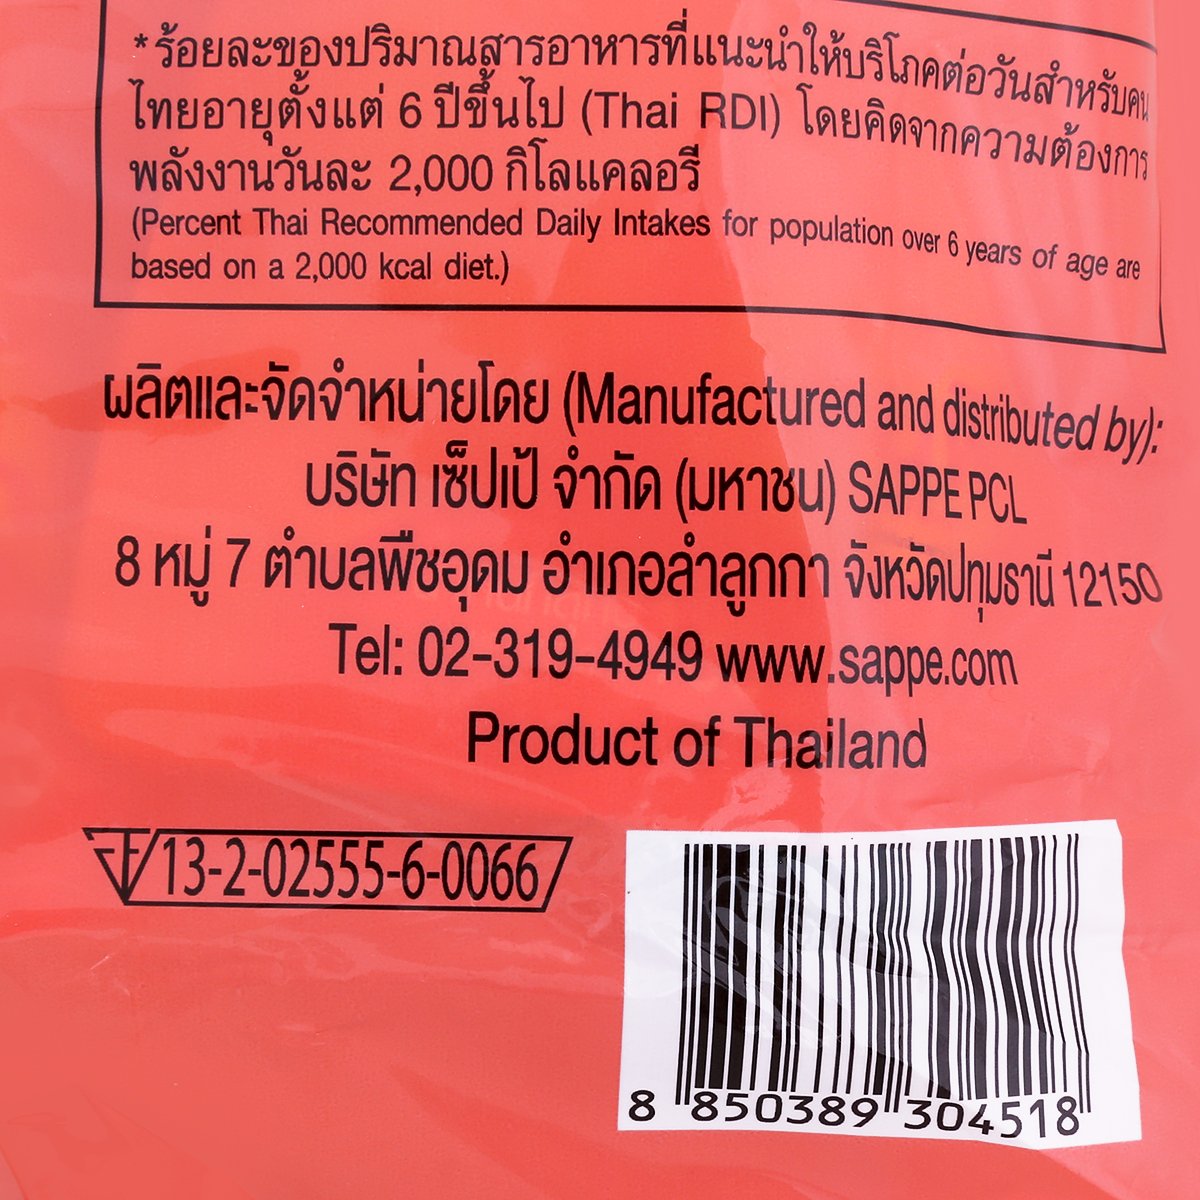 *ร้อยละของปริมาณสารอาหารที่แนะนำให้บริโภคต่อวันสำหรับคน
ไทยอายุตั้งแต่ 6 ปีขึ้นไป (Thai RDI) โดยคิดจากความต้องการ
พลังงานวันละ 2,000 กิโลแคลอรี
(Percent Thai Recommended Daily Intakes for population over 6 years of age are
based on a 2,000 kcal diet.)
ผลิตและจัดจำหน่ายโดย (Manufactured and distributed by):
บริษัท เซ็ปเป้ จำกัด (มหาชน) SAPPE PCL
8 หมู่ 7 ตำบลพืชอุดม อำเภอลำลูกกา จังหวัดปทุมธานี 12150
Tel: 02-319-4949 www.sappe.com
Product of Thailand
13-2-02555-6-0066
8 850389 304518